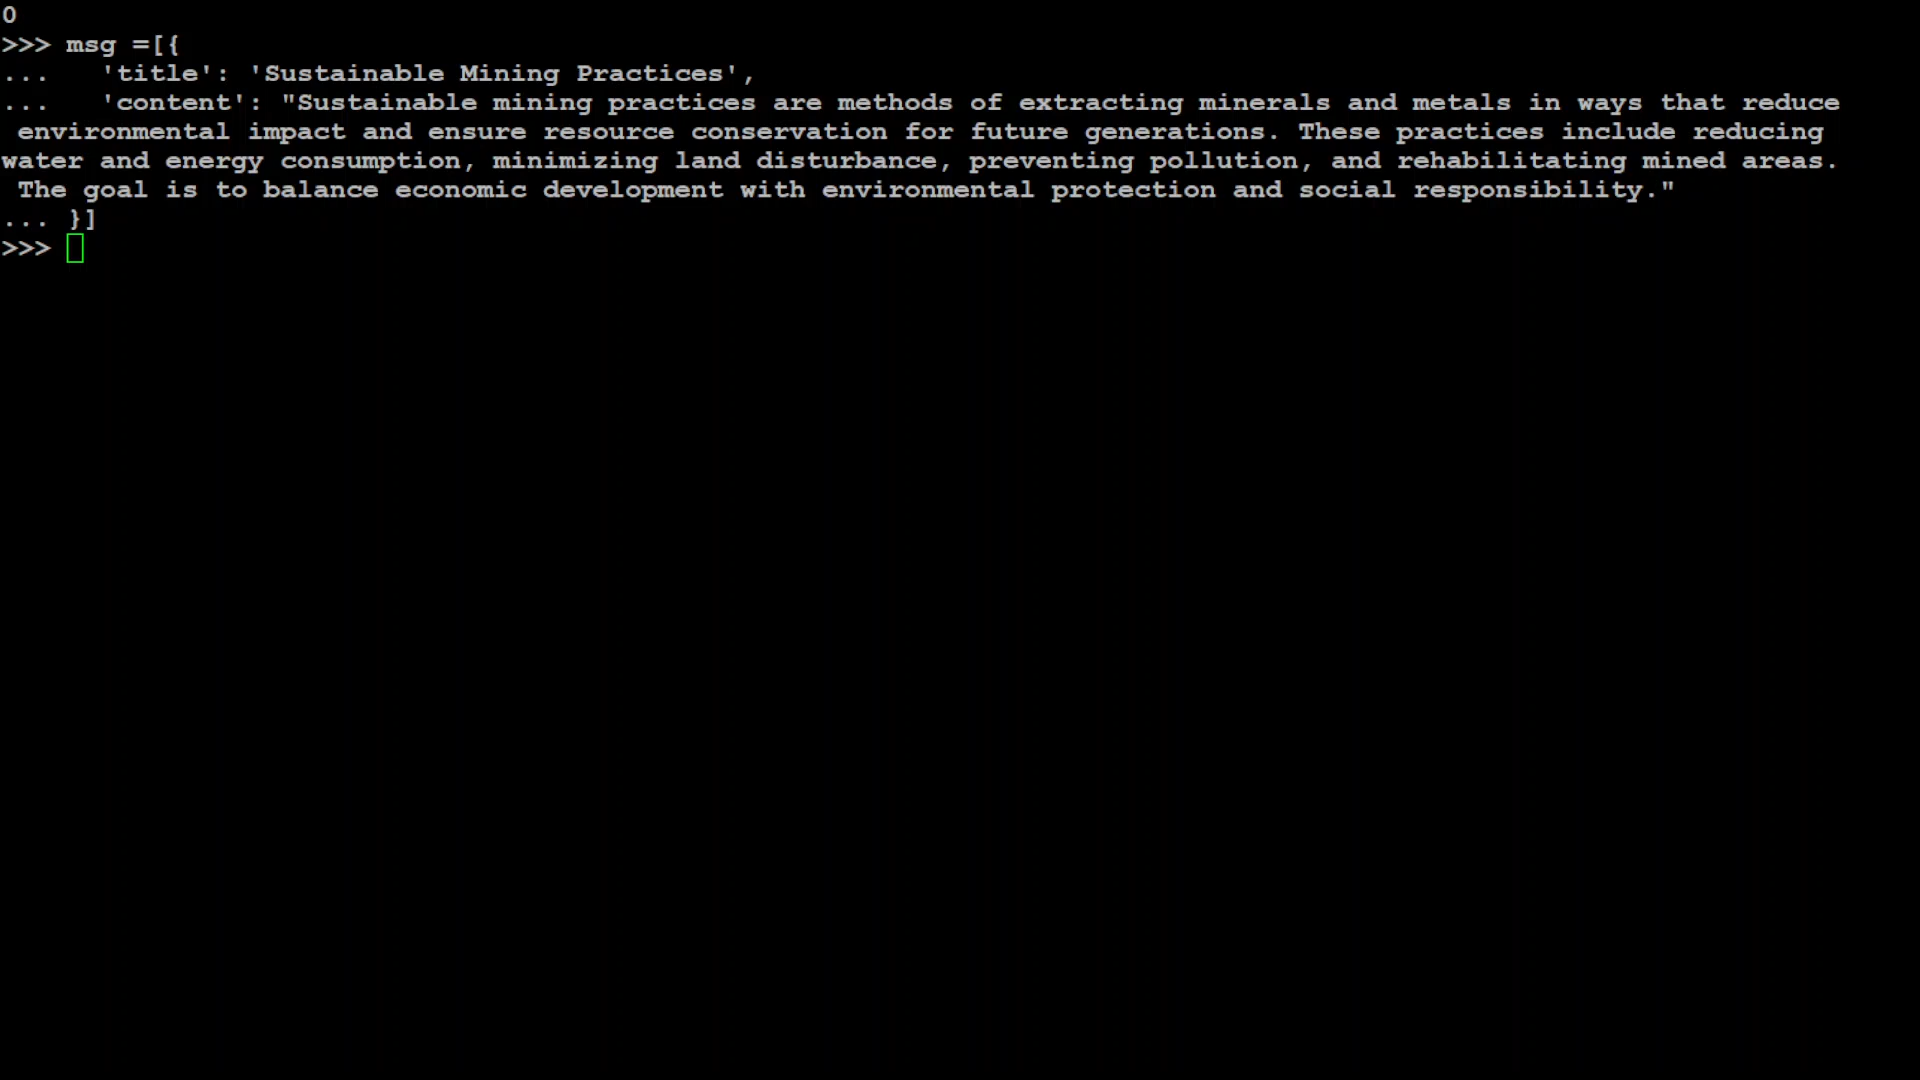 0
>>> msg =[{
...   'title': 'Sustainable Mining Practices',
...   'content': "Sustainable mining practices are methods of extracting minerals and metals in ways that reduce
 environmental impact and ensure resource conservation for future generations. These practices include reducing
water and energy consumption, minimizing land disturbance, preventing pollution, and rehabilitating mined areas.
 The goal is to balance economic development with environmental protection and social responsibility."
... }]
>>>